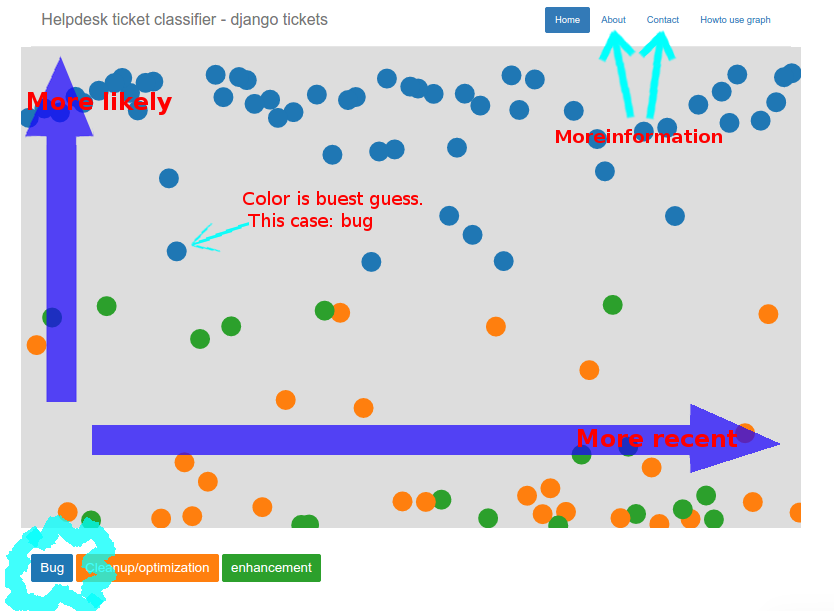 Helpdesk ticket classifier - django tickets
Home About Contact Howto use graph
More likely
Moreinformation
Color is buest guess.
This case: bug
More recent
Bug Cleanup/optimization enhancement